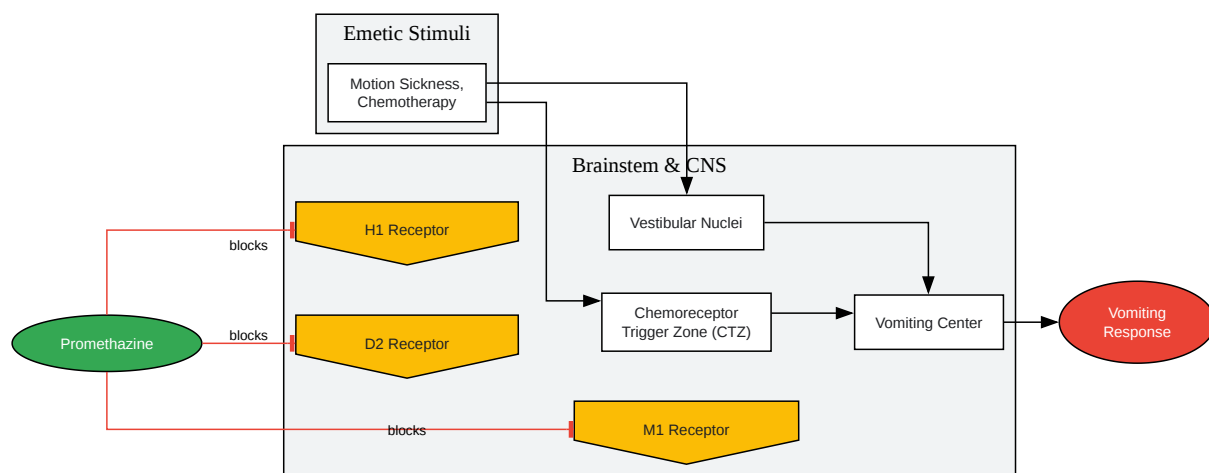 Emetic Stimuli
Motion Sickness,
Chemotherapy
Brainstem & CNS
H1 Receptor
Vestibular Nuclei
blocks
Chemoreceptor
Trigger Zone (CTZ)
Vomiting Center
Vomiting
Response
Promethazine
blocks
D2 Receptor
blocks
M1 Receptor